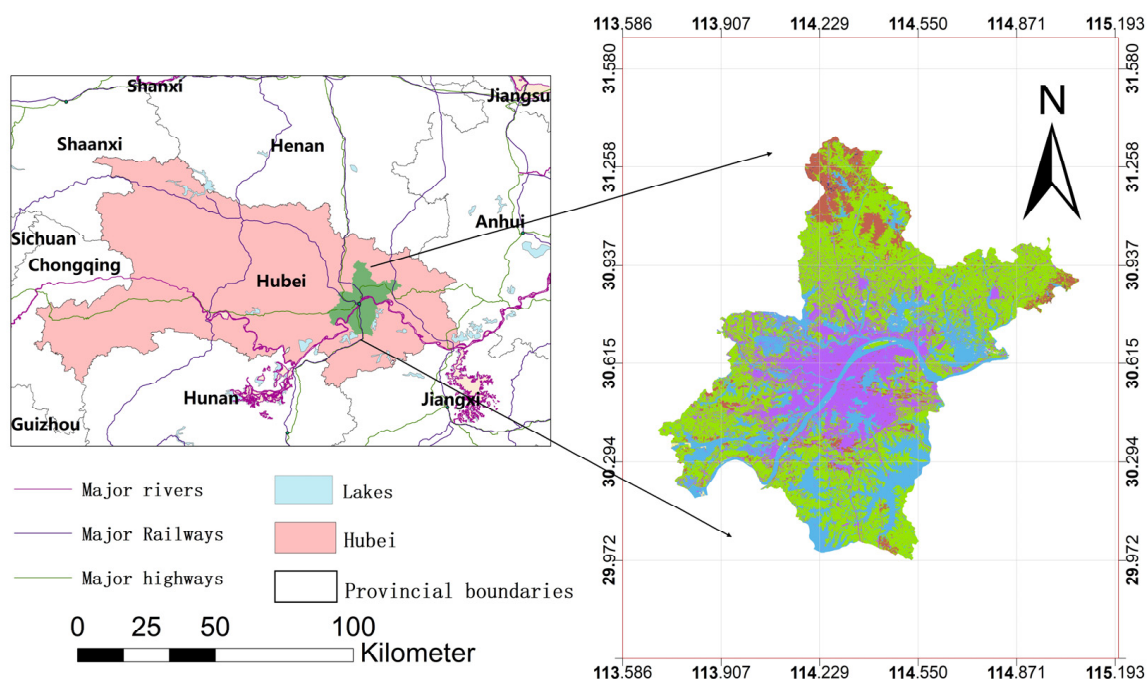 Shanxi
Jiangsu
Shaanxi
Henan
Anhui
Sichuan
Chongqing
Hubei
Hunan
Jiangxi
Guizhou
Major rivers
Lakes
Major Railways
Hubei
Major highways
Provincial boundaries
0 25 50 100
Kilometer
113.586 113.907 114.229 114.550 114.871 115.193
31.580 31.580
N
31.258 31.258
30.937 30.937
30.615 30.615
30.294 30.294
29.972 29.972
113.586 113.907 114.229 114.550 114.871 115.193